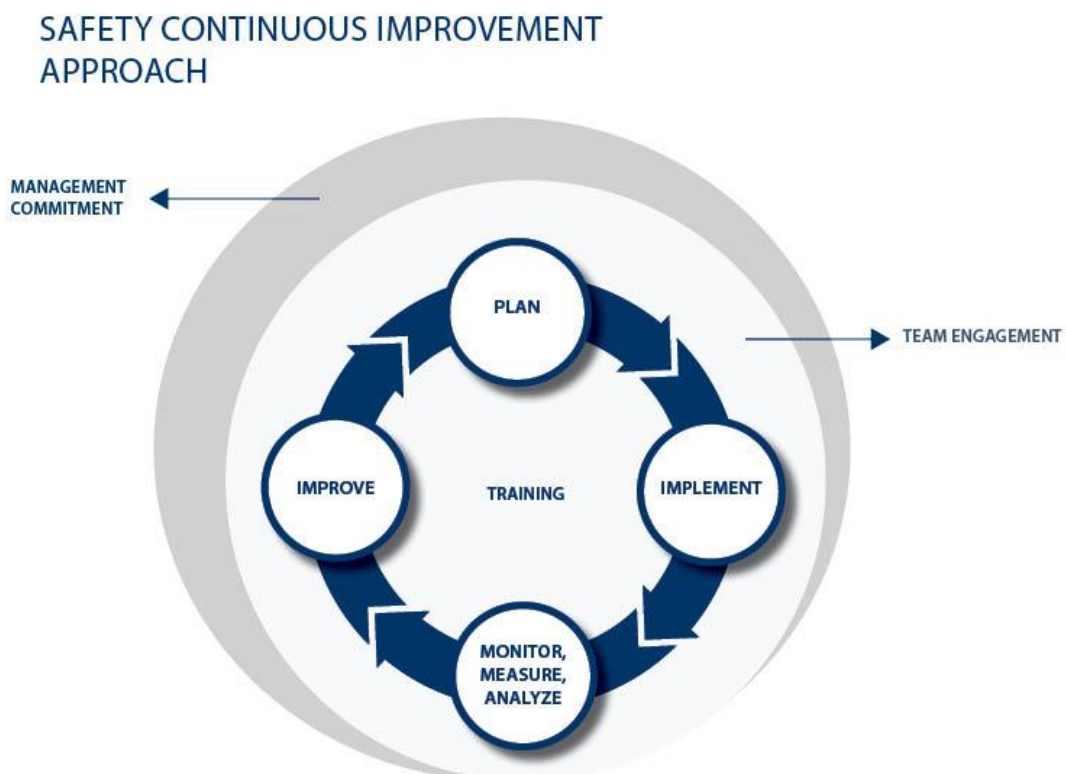 SAFETY CONTINUOUS IMPROVEMENT
APPROACH
MANAGEMENT
COMMITMENT
PLAN
TEAM ENGAGEMENT
IMPROVE
TRAINING
IMPLEMENT
MONITOR,
MEASURE,
ANALYZE